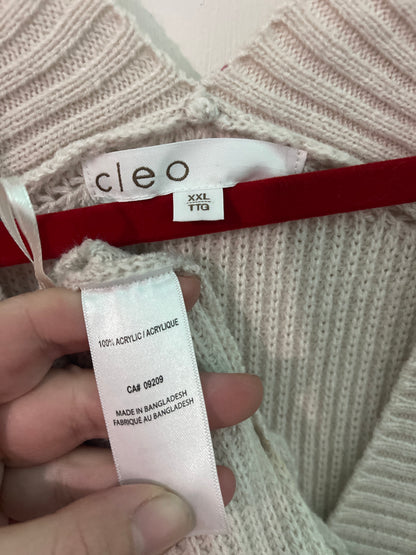 cleo
XXL
TTG
100% ACRYLIC / ACRYLIQUE
CA# 09209
MADE IN BANGLADESH
FABRIQUÉ AU BANGLADESH